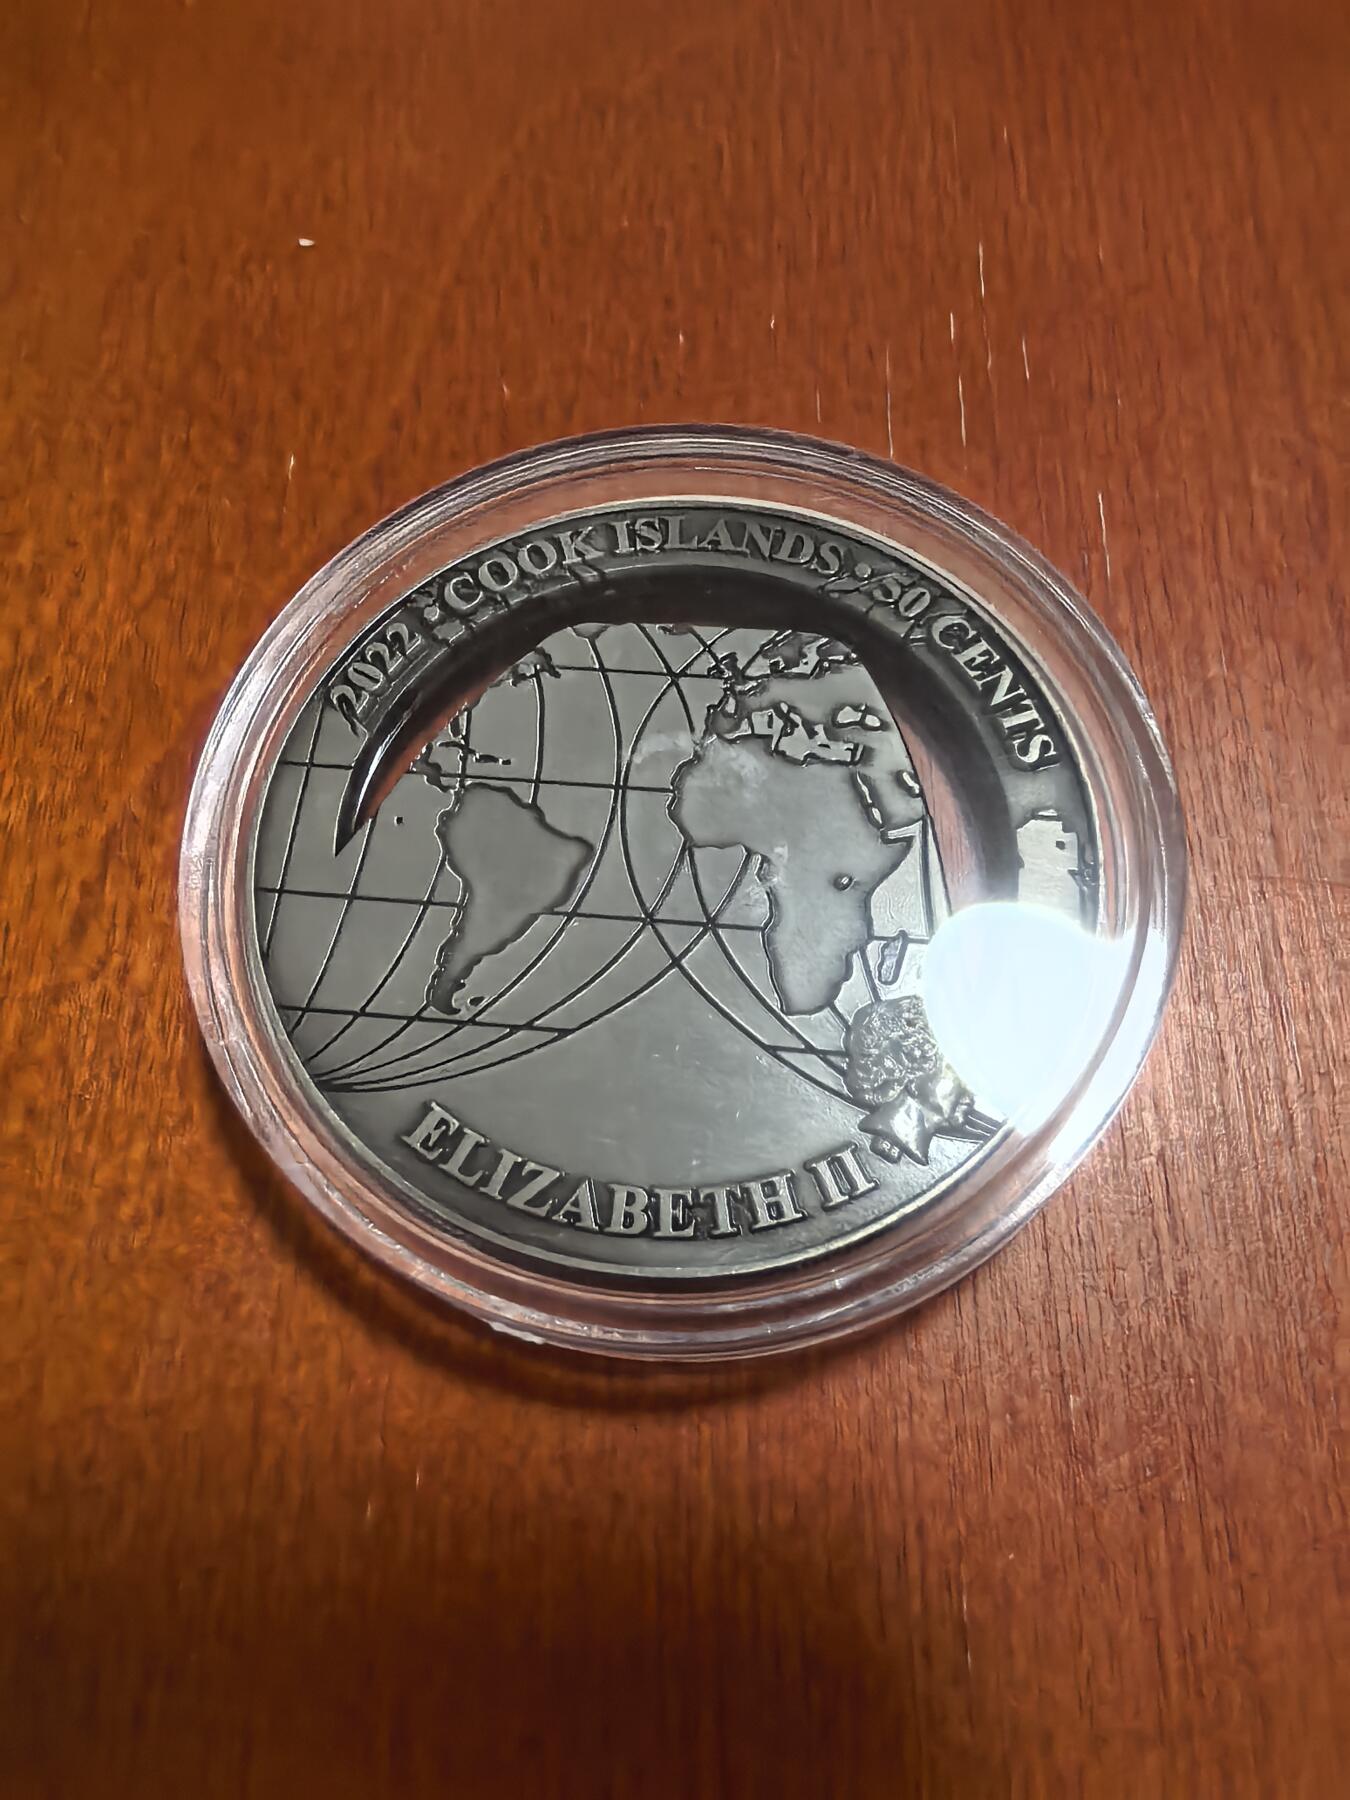 2022 • COOK ISLANDS • 50 CENTS
ELIZABETH II